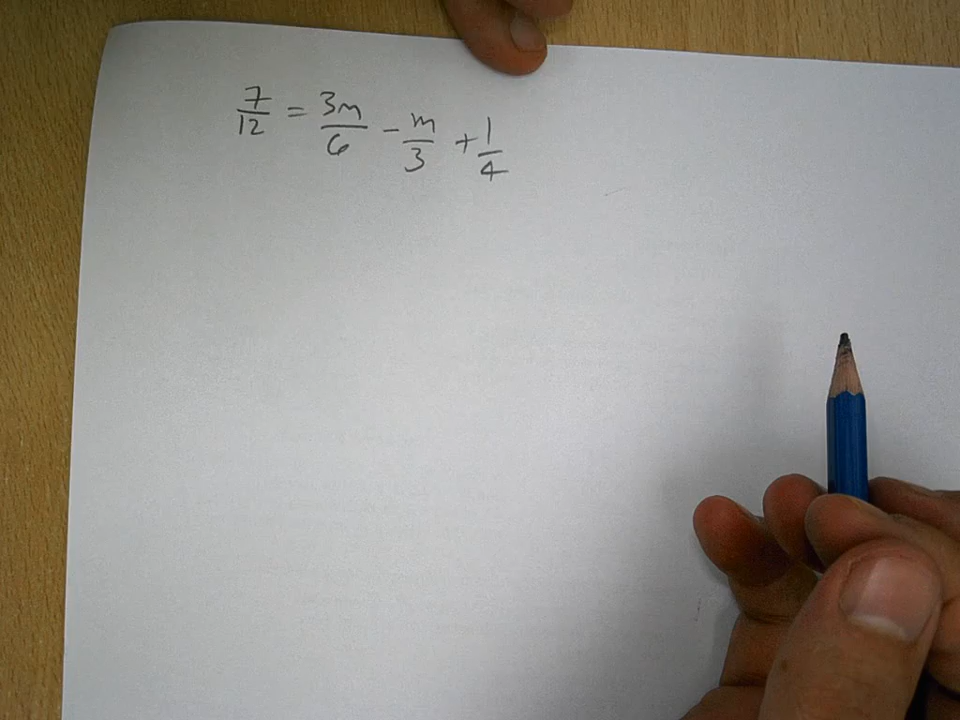 7/12 = 3m/6 - m/3 + 1/4